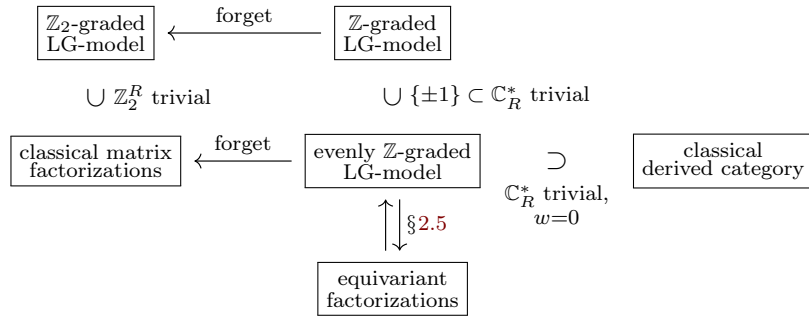 ℤ₂-graded LG-model
forget
ℤ-graded LG-model
∪ ℤ₂ᴿ trivial
∪ {±1} ⊂ ℂ*_R trivial
classical matrix factorizations
forget
evenly ℤ-graded LG-model
⊃
ℂ*_R trivial,
w=0
classical derived category
§2.5
equivariant factorizations